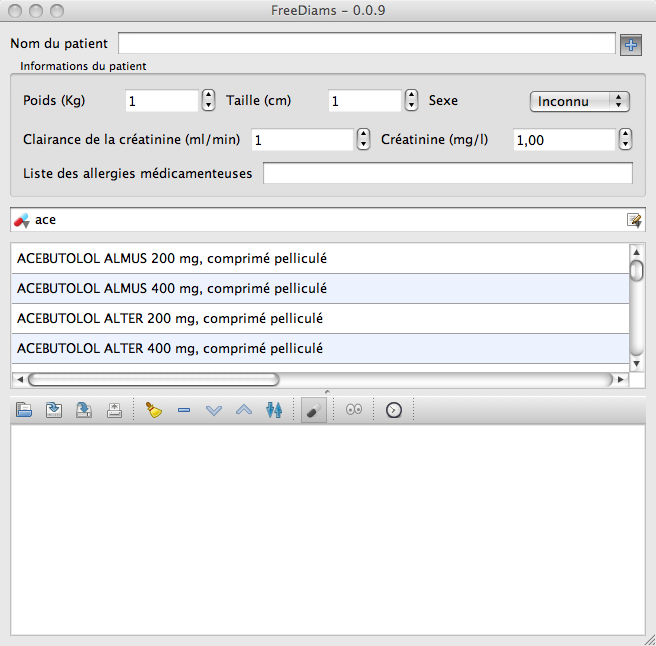 FreeDiams - 0.0.9
Nom du patient
Informations du patient
Poids (Kg) 1 Taille (cm) 1 Sexe Inconnu
Clairance de la créatinine (ml/min) 1 Créatinine (mg/l) 1,00
Liste des allergies médicamenteuses
ace
ACEBUTOLOL ALMUS 200 mg, comprimé pelliculé
ACEBUTOLOL ALMUS 400 mg, comprimé pelliculé
ACEBUTOLOL ALTER 200 mg, comprimé pelliculé
ACEBUTOLOL ALTER 400 mg, comprimé pelliculé